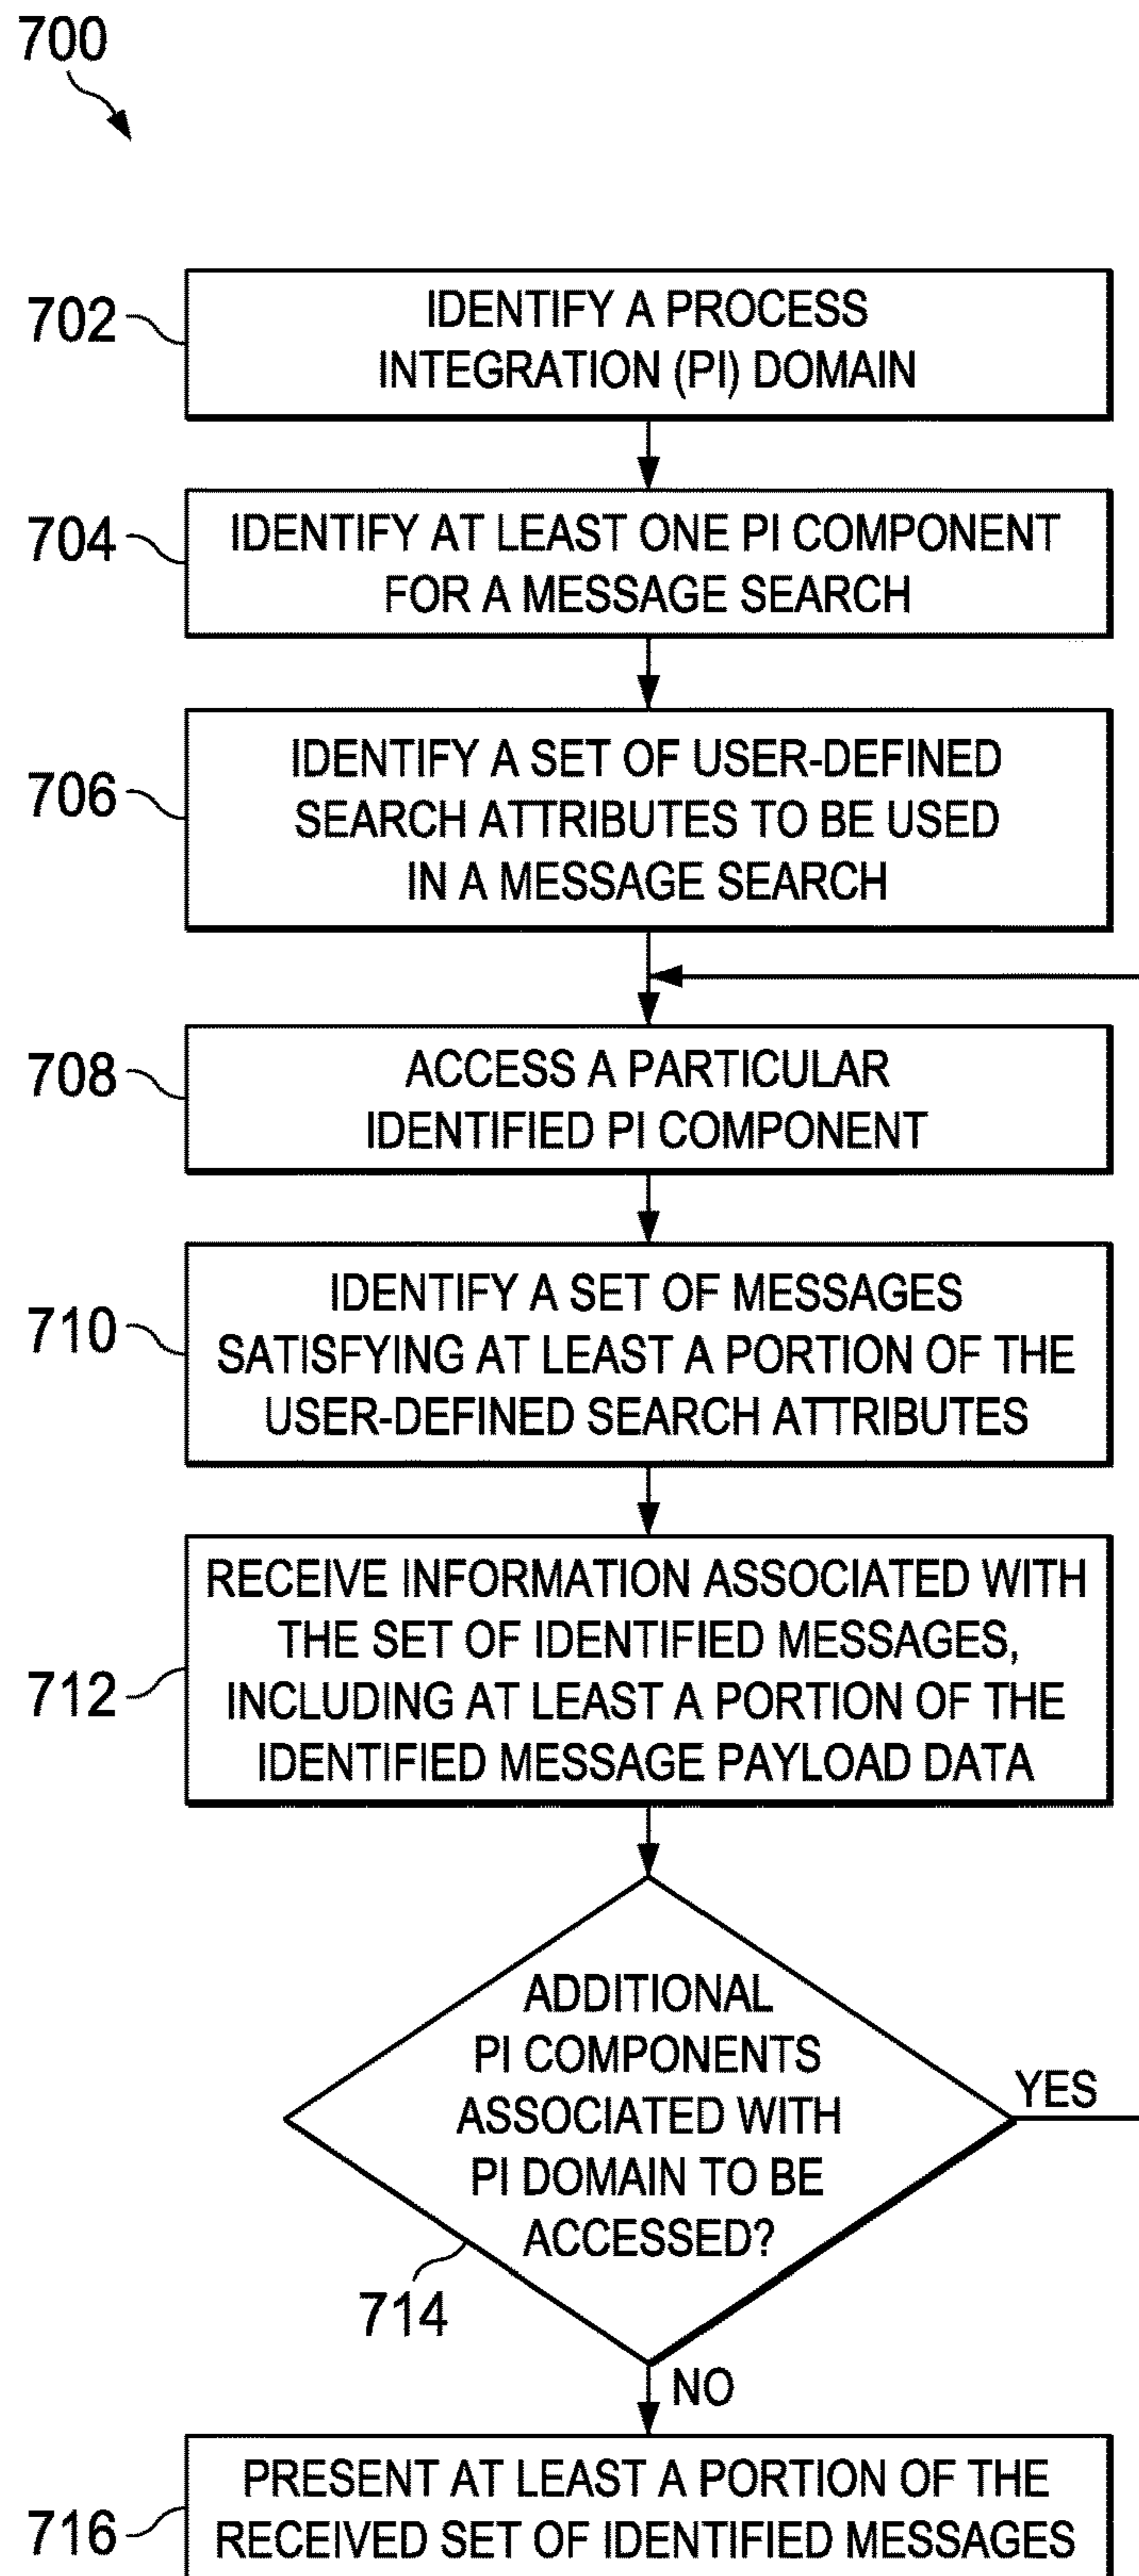 700
702
IDENTIFY A PROCESS
INTEGRATION (PI) DOMAIN
704
IDENTIFY AT LEAST ONE PI COMPONENT
FOR A MESSAGE SEARCH
706
IDENTIFY A SET OF USER-DEFINED
SEARCH ATTRIBUTES TO BE USED
IN A MESSAGE SEARCH
708
ACCESS A PARTICULAR
IDENTIFIED PI COMPONENT
710
IDENTIFY A SET OF MESSAGES
SATISFYING AT LEAST A PORTION OF THE
USER-DEFINED SEARCH ATTRIBUTES
712
RECEIVE INFORMATION ASSOCIATED WITH
THE SET OF IDENTIFIED MESSAGES,
INCLUDING AT LEAST A PORTION OF THE
IDENTIFIED MESSAGE PAYLOAD DATA
ADDITIONAL
PI COMPONENTS
ASSOCIATED WITH
PI DOMAIN TO BE
ACCESSED?
YES
714
NO
716
PRESENT AT LEAST A PORTION OF THE
RECEIVED SET OF IDENTIFIED MESSAGES